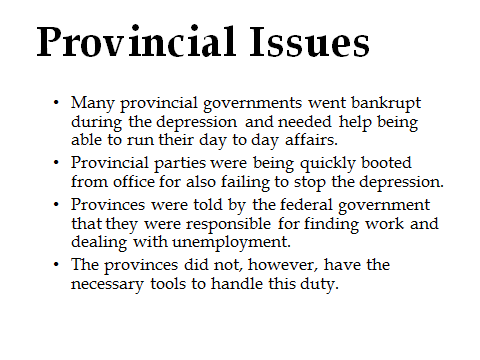 Provincial Issues
• Many provincial governments went bankrupt
during the depression and needed help being
able to run their day to day affairs.
• Provincial parties were being quickly booted
from office for also failing to stop the depression.
• Provinces were told by the federal government
that they were responsible for finding work and
dealing with unemployment.
• The provinces did not, however, have the
necessary tools to handle this duty.